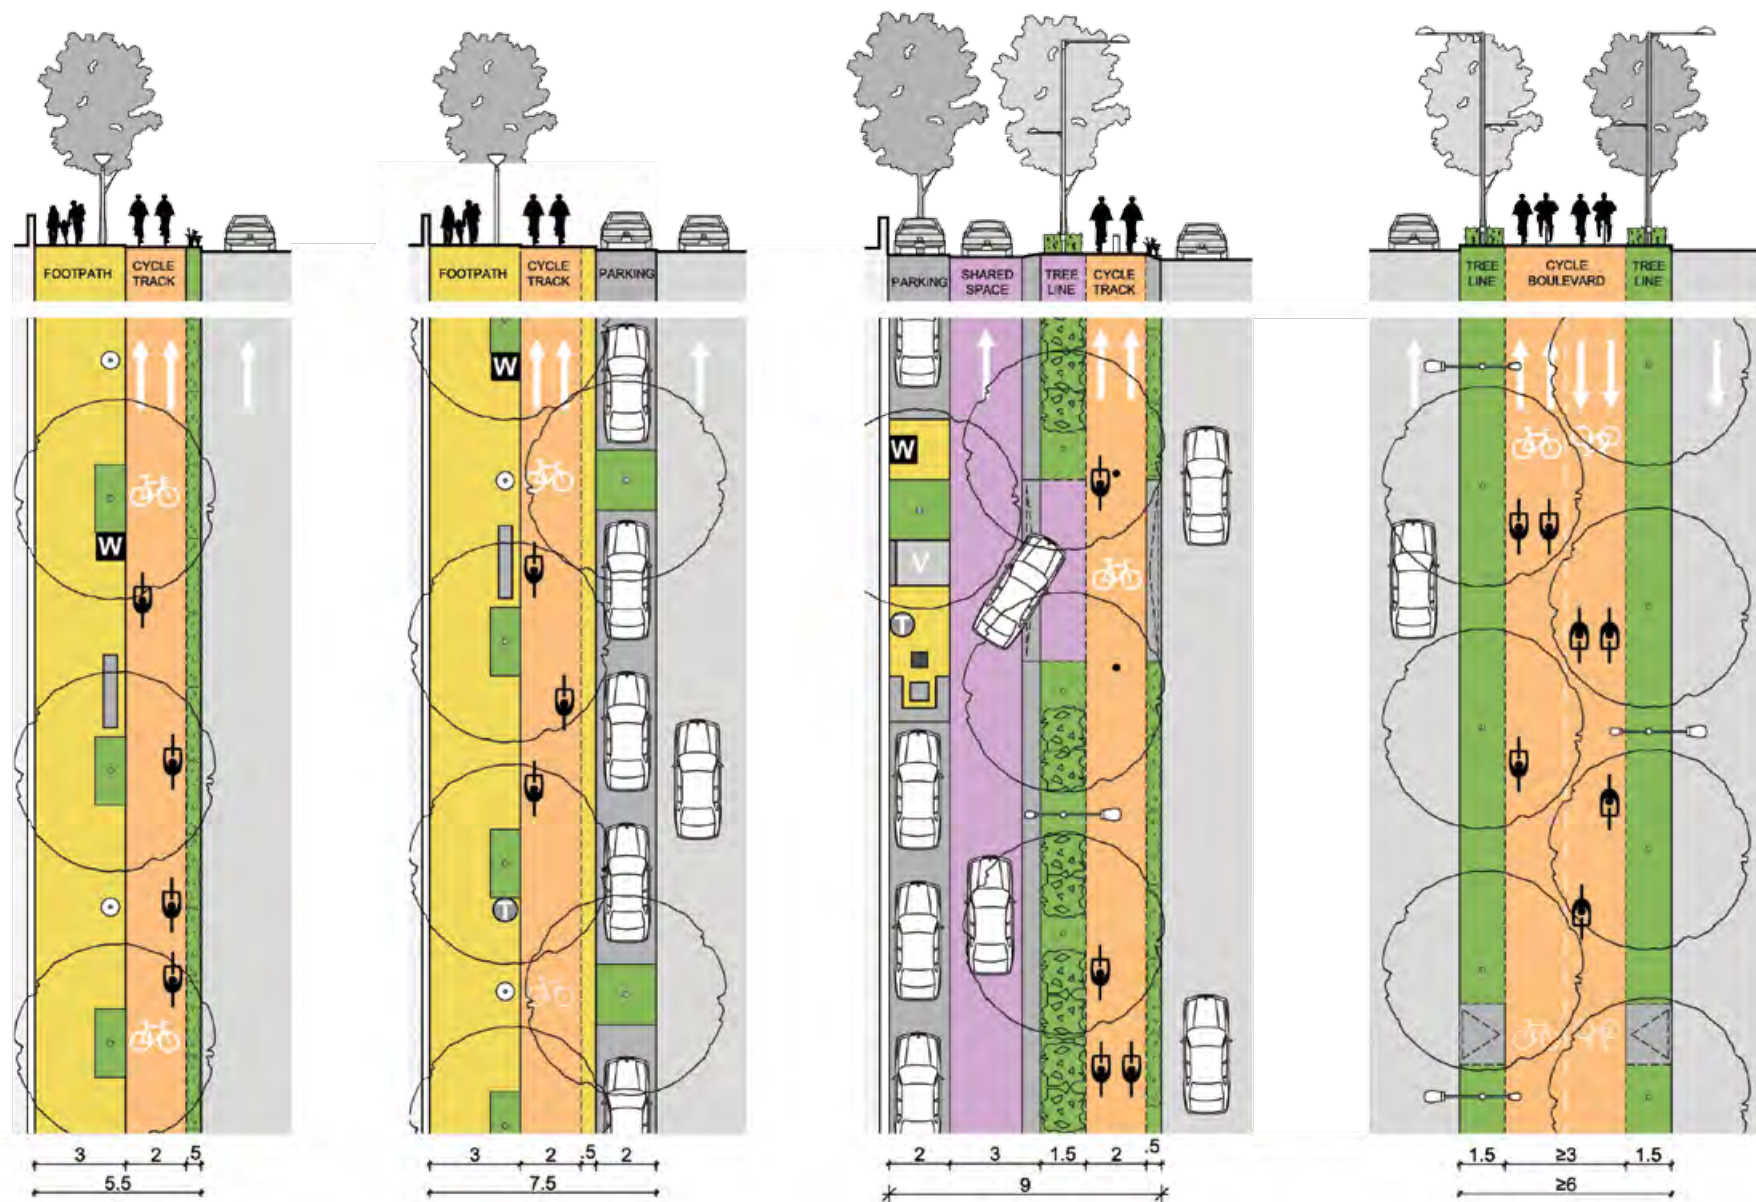 FOOTPATH
CYCLE
TRACK
FOOTPATH
CYCLE
TRACK
PARKING
PARKING
SHARED
SPACE
TREE
LINE
CYCLE
TRACK
TREE
LINE
CYCLE
BOULEVARD
TREE
LINE
W
W
T
W
V
T
3
2
.5
5.5
3
2
.5
2
7.5
2
3
1.5
2
.5
9
1.5
≥3
1.5
≥6